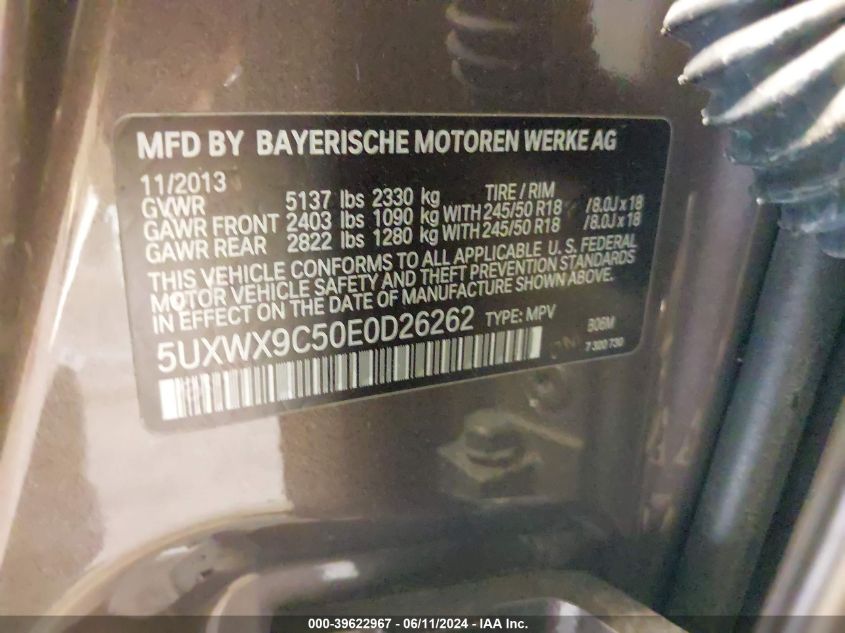 MFD BY BAYERISCHE MOTOREN WERKE AG
11/2013 TIRE / RIM
GVWR 5137 lbs 2330 kg
GAWR FRONT 2403 lbs 1090 kg WITH 245/50 R18 / 8.0J x 18
GAWR REAR 2822 lbs 1280 kg WITH 245/50 R18 / 8.0J x 18
THIS VEHICLE CONFORMS TO ALL APPLICABLE U. S. FEDERAL
MOTOR VEHICLE SAFETY AND THEFT PREVENTION STANDARDS
IN EFFECT ON THE DATE OF MANUFACTURE SHOWN ABOVE.
5UXWX9C50E0D26262 TYPE: MPV B06M
7 320 730
000-39622967 - 06/11/2024 - IAA Inc.